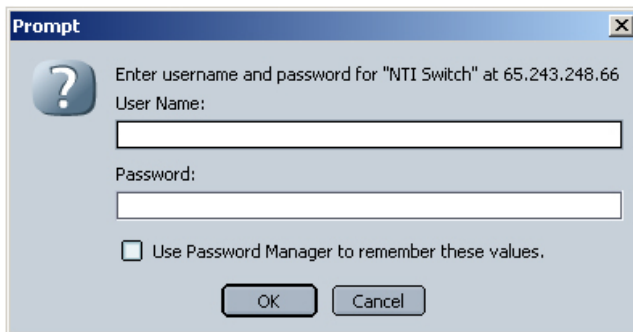 Prompt
Enter username and password for "NTI Switch" at 65.243.248.66
User Name:
Password:
Use Password Manager to remember these values.
OK
Cancel